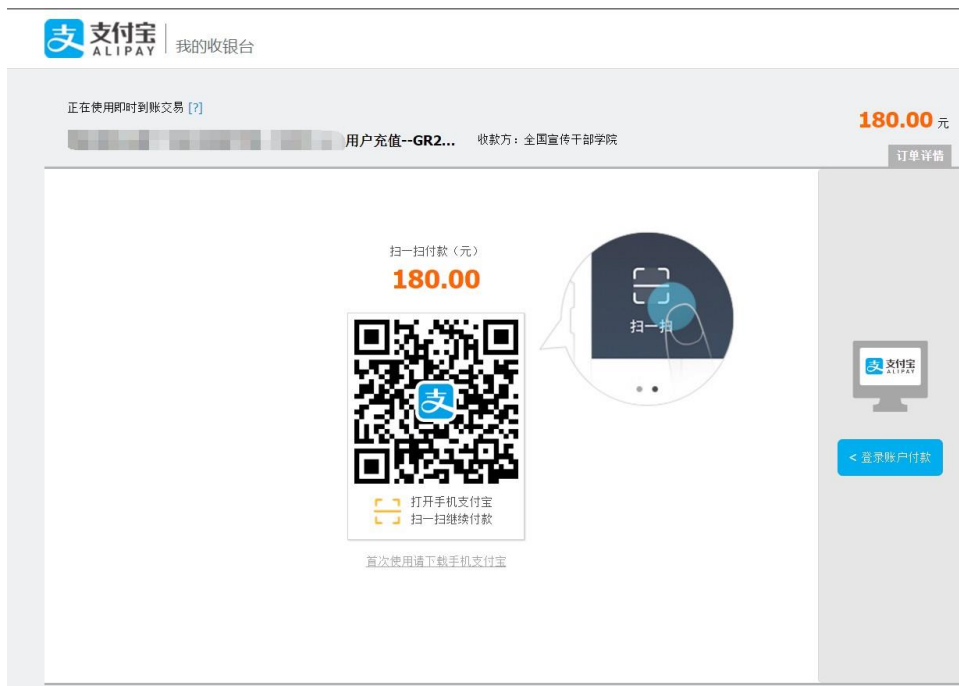 支付宝
ALIPAY
我的收银台
正在使用即时到账交易 [?]
用户充值--GR2... 收款方：全国宣传干部学院
180.00 元
订单详情
扫一扫付款（元）
180.00
扫一扫
支
打开手机支付宝
扫一扫继续付款
首次使用请下载手机支付宝
支付宝
ALIPAY
< 登录账户付款